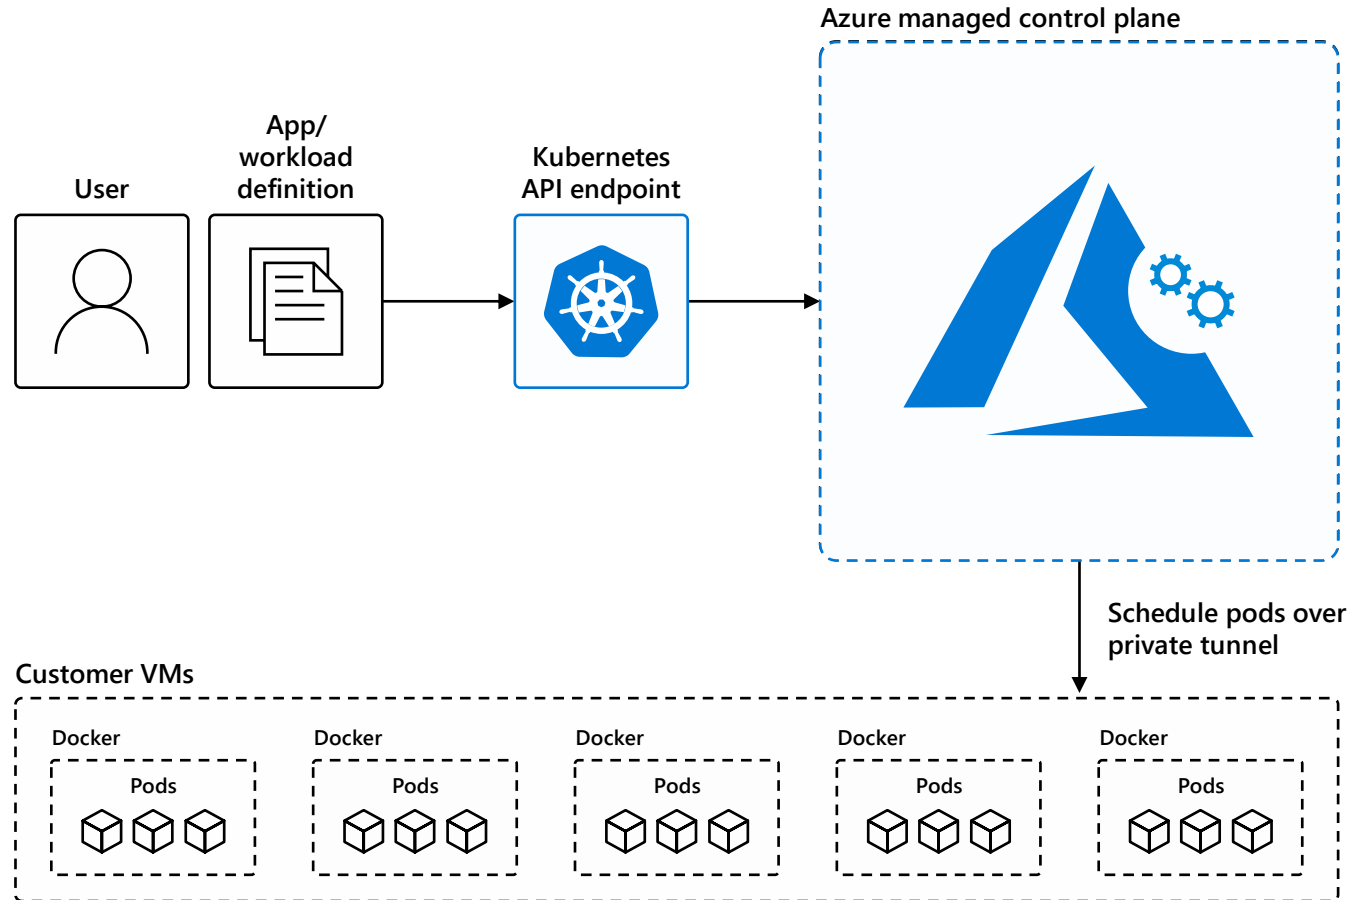 Azure managed control plane
App/
workload
definition
User
Kubernetes
API endpoint
Schedule pods over
private tunnel
Customer VMs
Docker
Docker
Docker
Docker
Docker
Pods
Pods
Pods
Pods
Pods